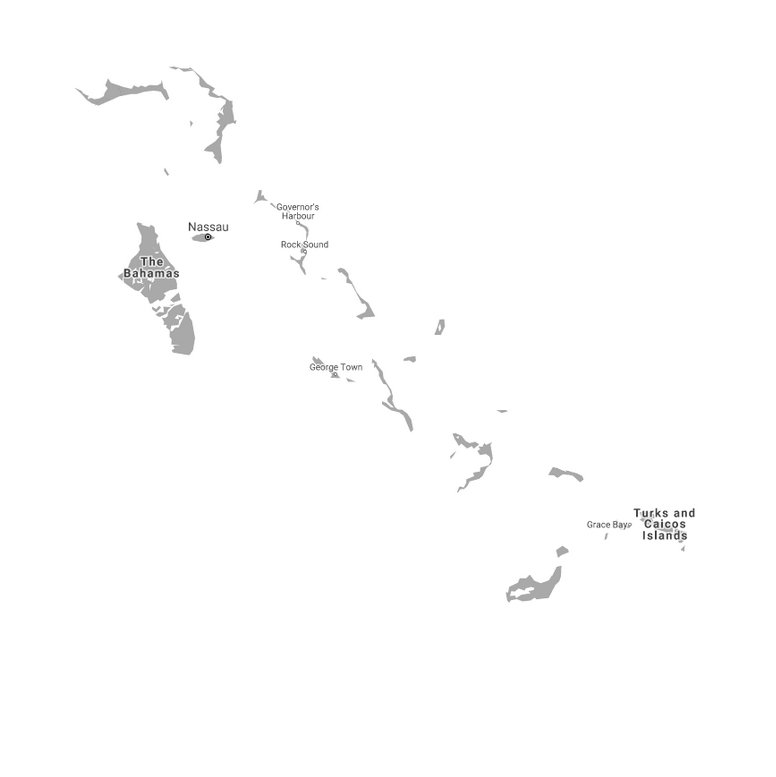 Governor's
Harbour
Nassau
Rock Sound
The
Bahamas
George Town
Turks and
Caicos
Islands
Grace Bay